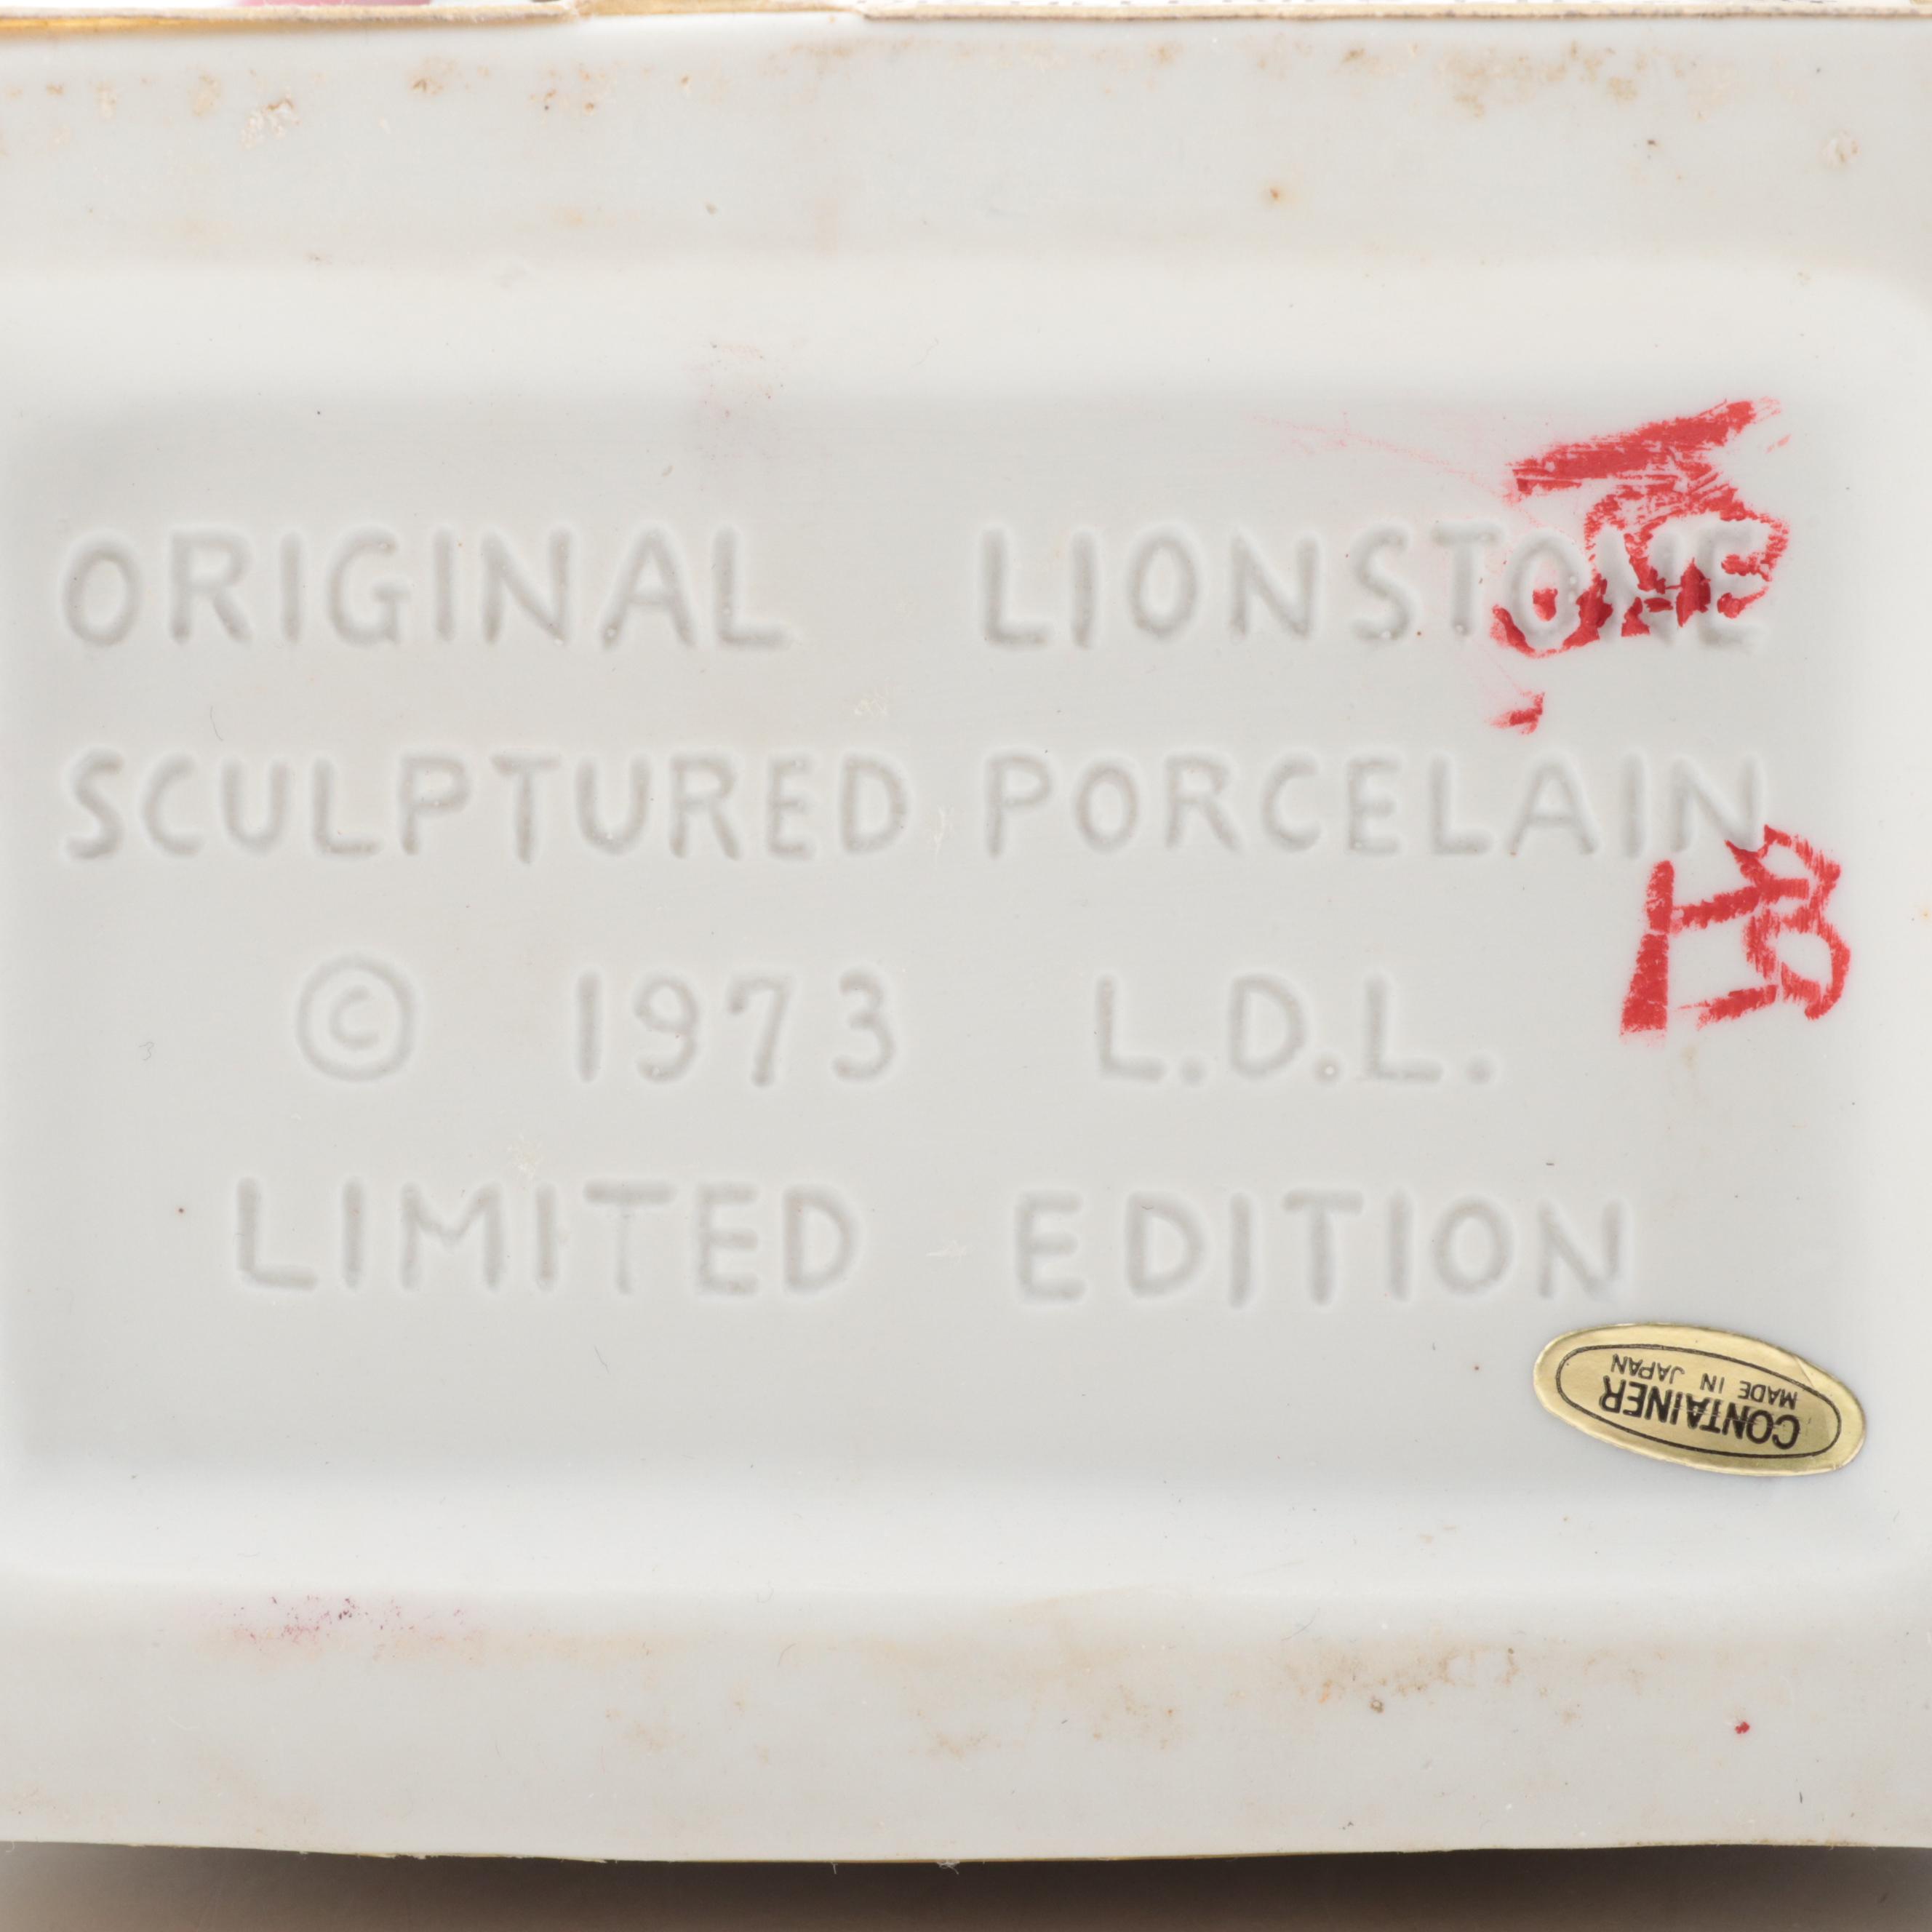 ORIGINAL LIONSTONE
SCULPTURED PORCELAIN
© 1973 L.D.L.
LIMITED EDITION
CONTAINER
MADE IN JAPAN